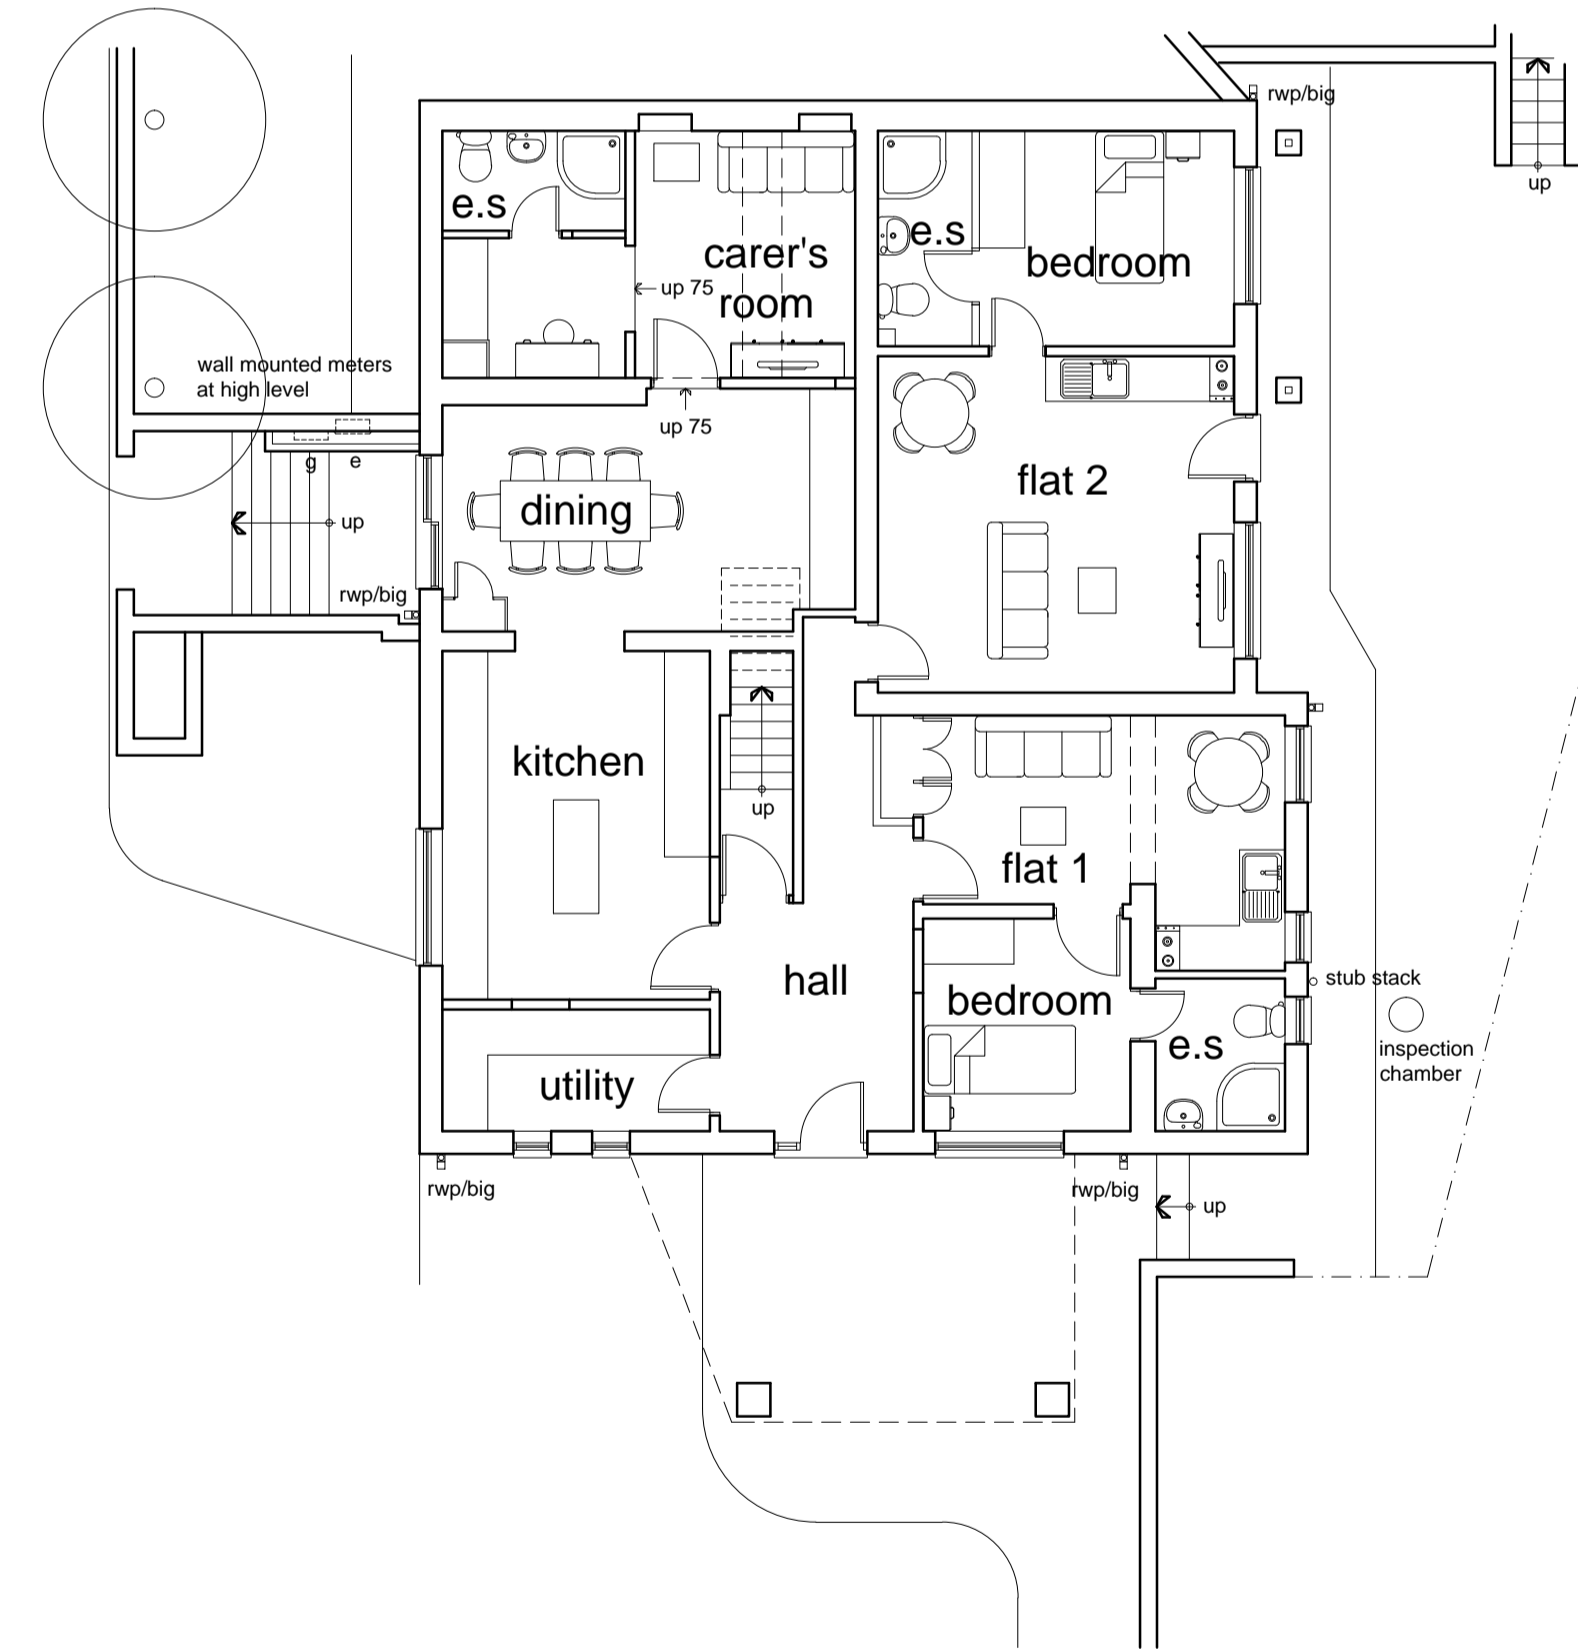 rwp/big
up
e.s
carer's
room
e.s
bedroom
up 75
wall mounted meters
at high level
up 75
g
e
dining
flat 2
up
rwp/big
kitchen
up
flat 1
hall
bedroom
stub stack
e.s
inspection
chamber
utility
rwp/big
rwp/big
up